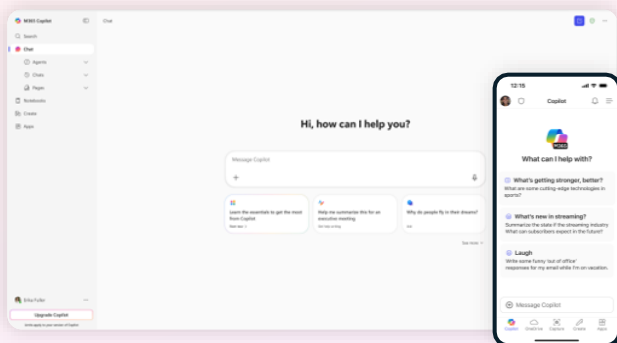 M365 Copilot
Chat
Search
Chat
Agents
Chats
Pages
Notebooks
Create
Apps
Hi, how can I help you?
Message Copilot
Learn the essentials to get the most
from Copilot
Help me summarize this for an
executive meeting
Why do people fly in their dreams?
See more
Erika Fuller
Upgrade Copilot
12:15
Copilot
M365
What can I help with?
What's getting stronger, better?
What are some cutting-edge technologies in
sports?
What's new in streaming?
Summarize the state if the streaming industry
What can subscribers expect in the future?
Laugh
Write some funny 'out of office'
responses for my email while I'm on vacation.
Message Copilot
Copilot
OneDrive
Capture
Create
Apps